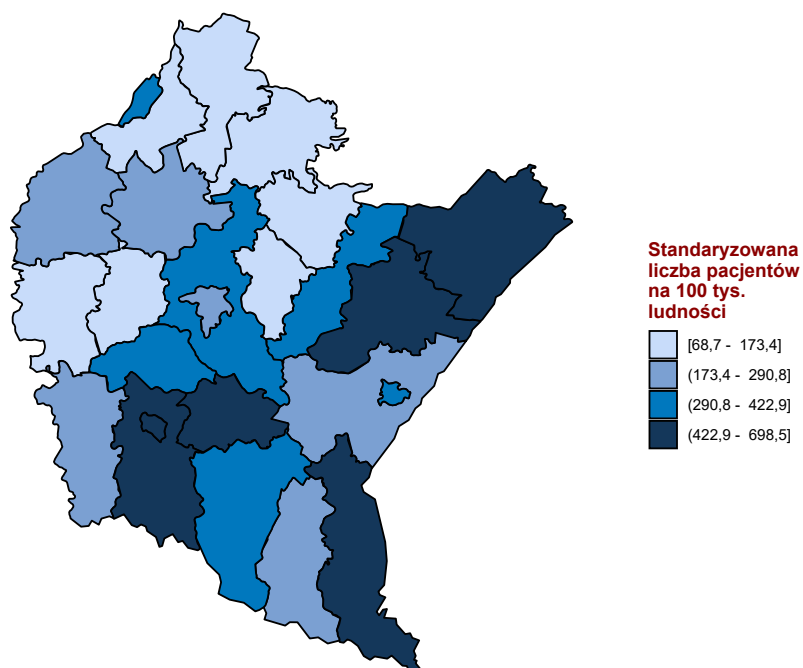 Standaryzowana
liczba pacjentów
na 100 tys.
ludności
[68,7 - 173,4]
(173,4 - 290,8]
(290,8 - 422,9]
(422,9 - 698,5]